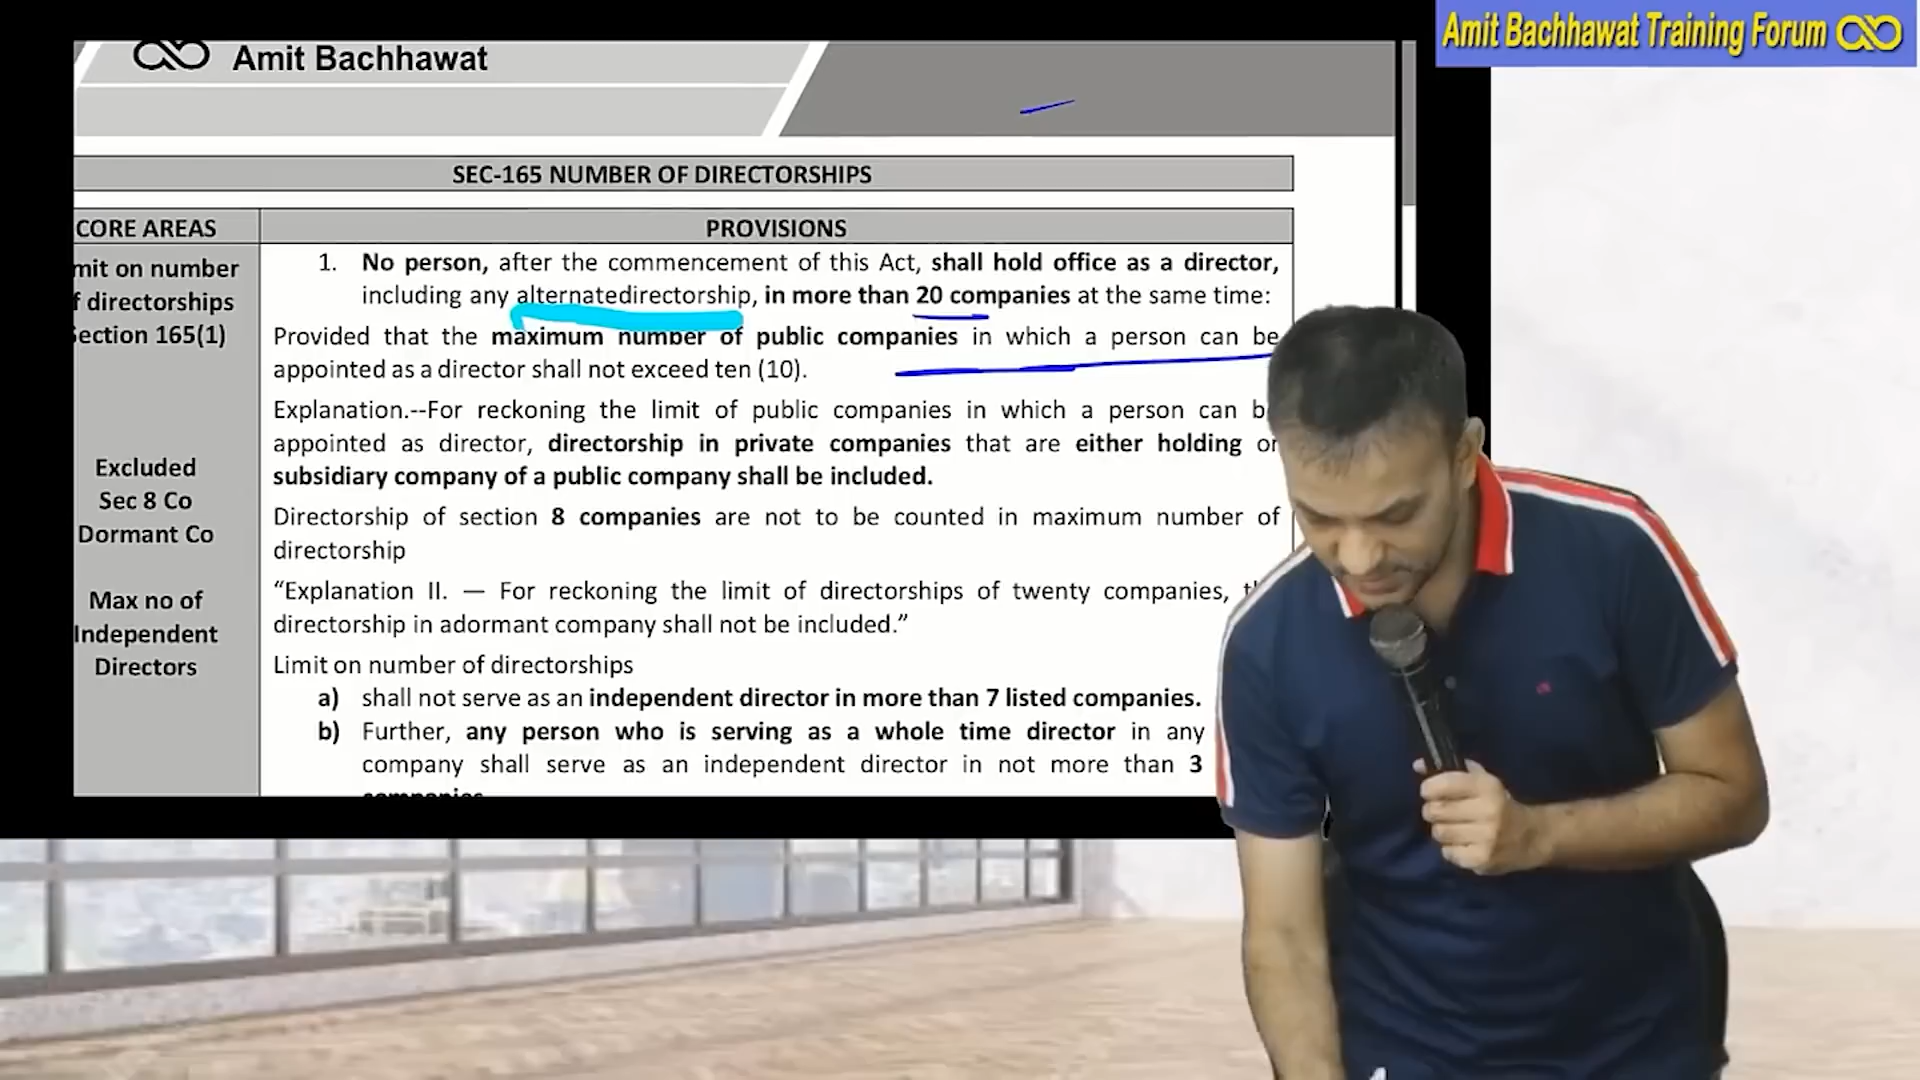 Amit Bachhawat Training Forum
Amit Bachhawat
SEC-165 NUMBER OF DIRECTORSHIPS
CORE AREAS
PROVISIONS
mit on number
f directorships
Section 165(1)
Excluded
Sec 8 Co
Dormant Co
Max no of
Independent
Directors
1. No person, after the commencement of this Act, shall hold office as a director,
including any alternatedirectorship, in more than 20 companies at the same time:
Provided that the maximum number of public companies in which a person can be
appointed as a director shall not exceed ten (10).
Explanation.--For reckoning the limit of public companies in which a person can b
appointed as director, directorship in private companies that are either holding or
subsidiary company of a public company shall be included.
Directorship of section 8 companies are not to be counted in maximum number of
directorship
“Explanation II. — For reckoning the limit of directorships of twenty companies,
directorship in adormant company shall not be included.”
Limit on number of directorships
a) shall not serve as an independent director in more than 7 listed companies.
b) Further, any person who is serving as a whole time director in any
company shall serve as an independent director in not more than 3